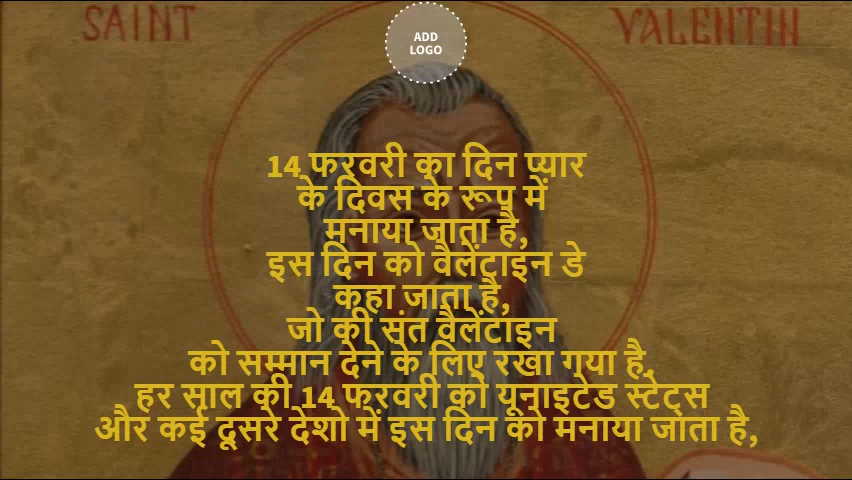 SAINT
VALENTIN
ADD
LOGO
14 फरवरी का दिन प्यार
के दिवस के रूप में
मनाया जाता है,
इस दिन को वैलेंटाइन डे
कहा जाता है,
जो की संत वैलेंटाइन
को सम्मान देने के लिए रखा गया है,
हर साल की 14 फरवरी को यूनाइटेड स्टेट्स
और कई दूसरे देशो में इस दिन को मनाया जाता है,